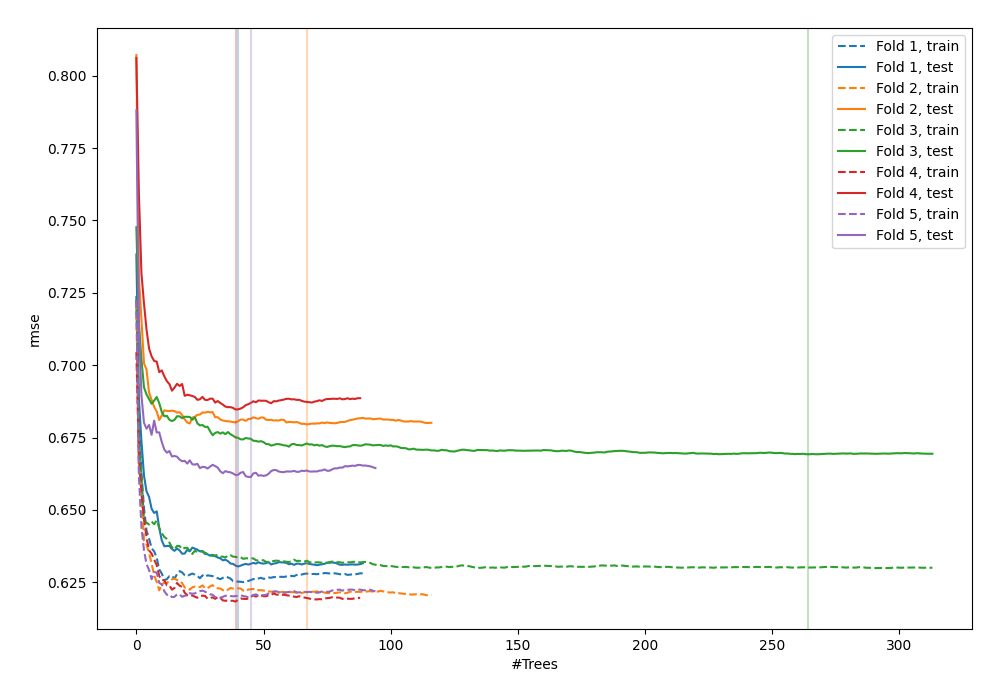 0.800
0.775
0.750
0.725
0.700
0.675
0.650
0.625
rmse
0
50
100
150
200
250
300
#Trees
Fold 1, train
Fold 1, test
Fold 2, train
Fold 2, test
Fold 3, train
Fold 3, test
Fold 4, train
Fold 4, test
Fold 5, train
Fold 5, test